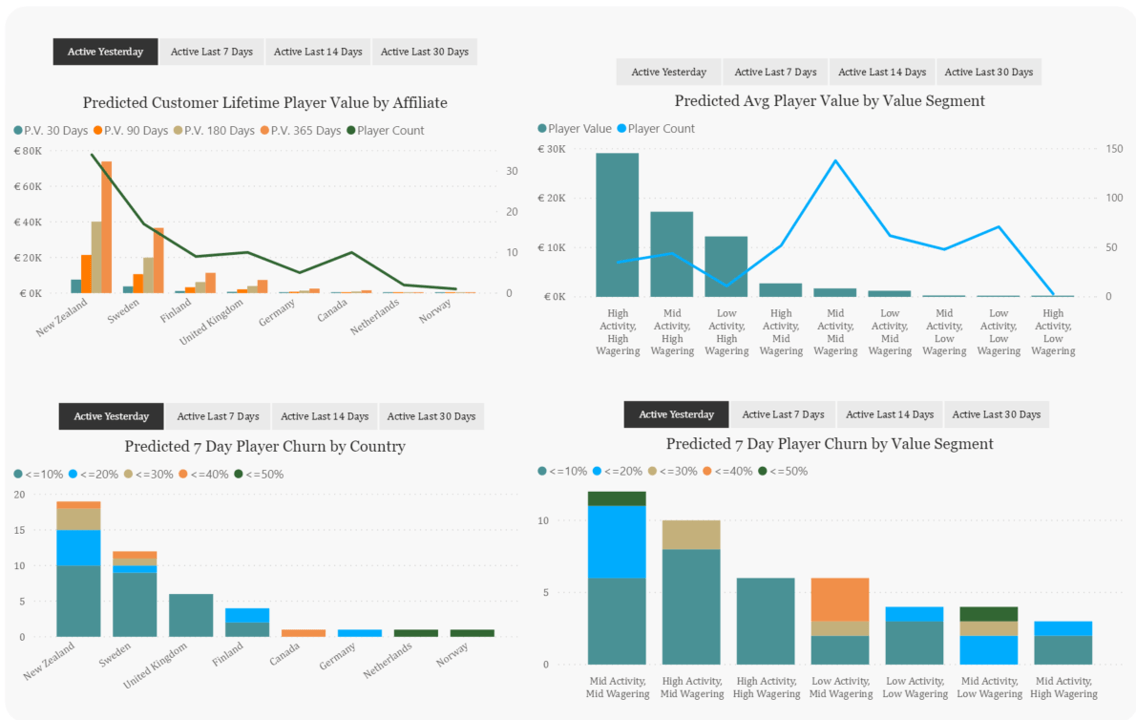 Active Yesterday Active Last 7 Days Active Last 14 Days Active Last 30 Days
Predicted Customer Lifetime Player Value by Affiliate
P.V. 30 Days P.V. 90 Days P.V. 180 Days P.V. 365 Days Player Count
€ 80K
€ 60K
€ 40K
€ 20K
€ 0K
30
20
10
0
New Zealand
Sweden
Finland
United Kingdom
Germany
Canada
Netherlands
Norway
Active Yesterday Active Last 7 Days Active Last 14 Days Active Last 30 Days
Predicted Avg Player Value by Value Segment
Player Value Player Count
€ 30K
€ 20K
€ 10K
€ 0K
150
100
50
0
High
Activity,
High
Wagering
Mid
Activity,
High
Wagering
Low
Activity,
High
Wagering
High
Activity,
Mid
Wagering
Mid
Activity,
Mid
Wagering
Low
Activity,
Mid
Wagering
Mid
Activity,
Low
Wagering
Low
Activity,
Low
Wagering
High
Activity,
Low
Wagering
Active Yesterday Active Last 7 Days Active Last 14 Days Active Last 30 Days
Predicted 7 Day Player Churn by Country
<=10% <=20% <=30% <=40% <=50%
20
15
10
5
0
New Zealand
Sweden
United Kingdom
Finland
Canada
Germany
Netherlands
Norway
Active Yesterday Active Last 7 Days Active Last 14 Days Active Last 30 Days
Predicted 7 Day Player Churn by Value Segment
<=10% <=20% <=30% <=40% <=50%
10
5
0
Mid Activity,
Mid Wagering
High Activity,
Mid Wagering
High Activity,
High Wagering
Low Activity,
Mid Wagering
Low Activity,
Low Wagering
Mid Activity,
Low Wagering
Mid Activity,
High Wagering